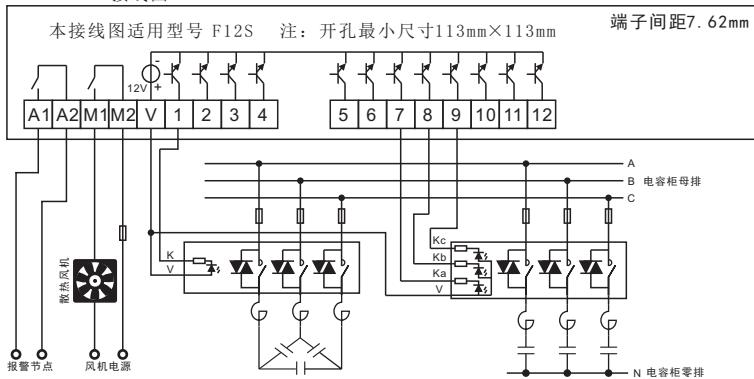 本接线图适用型号 F12S 注: 开孔最小尺寸113mm×113mm
端子间距7.62mm
-
12V
+
A1 A2 M1 M2 V 1 2 3 4
5 6 7 8 9 10 11 12
A
B 电容柜母排
C
K
V
Kc
Kb
Ka
V
散热风机
报警节点
风机电源
N 电容柜零排